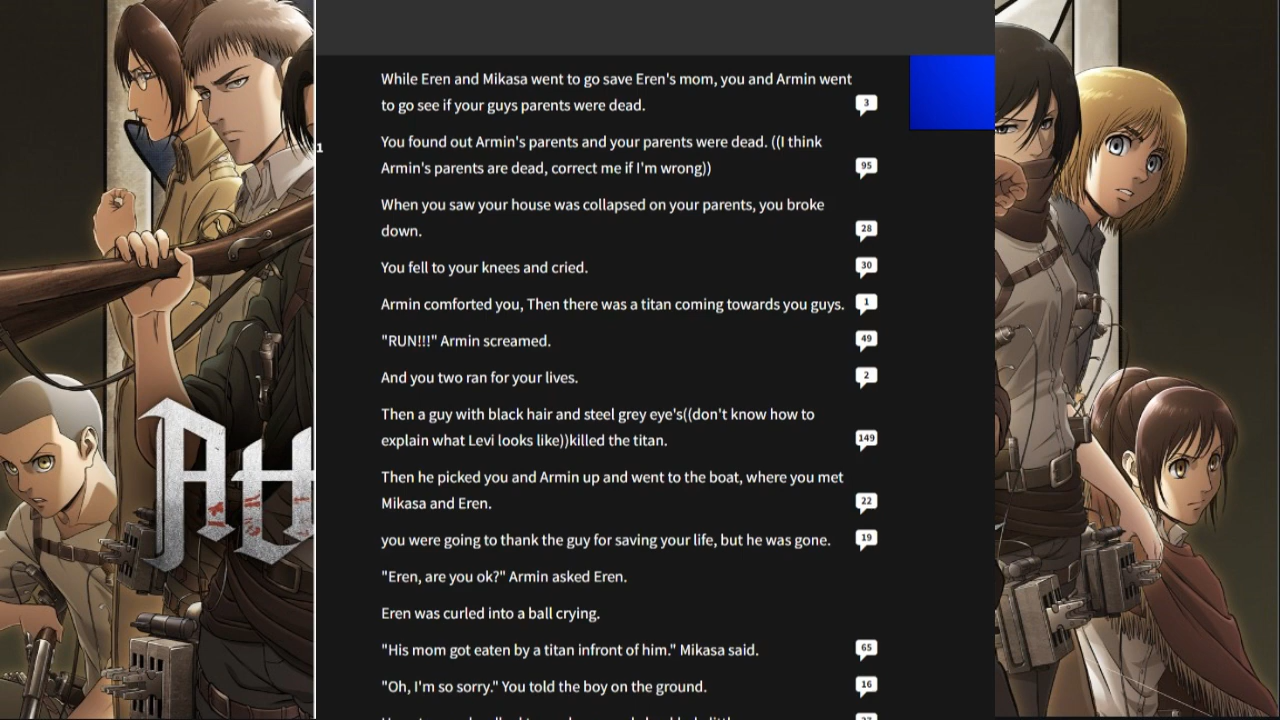 While Eren and Mikasa went to go save Eren's mom, you and Armin went
to go see if your guys parents were dead.
3
You found out Armin's parents and your parents were dead. ((I think
Armin's parents are dead, correct me if I'm wrong))
95
When you saw your house was collapsed on your parents, you broke
down.
28
You fell to your knees and cried.
30
Armin comforted you, Then there was a titan coming towards you guys.
1
"RUN!!!" Armin screamed.
49
And you two ran for your lives.
2
Then a guy with black hair and steel grey eye's((don't know how to
explain what Levi looks like))killed the titan.
149
Then he picked you and Armin up and went to the boat, where you met
Mikasa and Eren.
22
you were going to thank the guy for saving your life, but he was gone.
19
"Eren, are you ok?" Armin asked Eren.
Eren was curled into a ball crying.
"His mom got eaten by a titan infront of him." Mikasa said.
65
"Oh, I'm so sorry." You told the boy on the ground.
16
1
Att